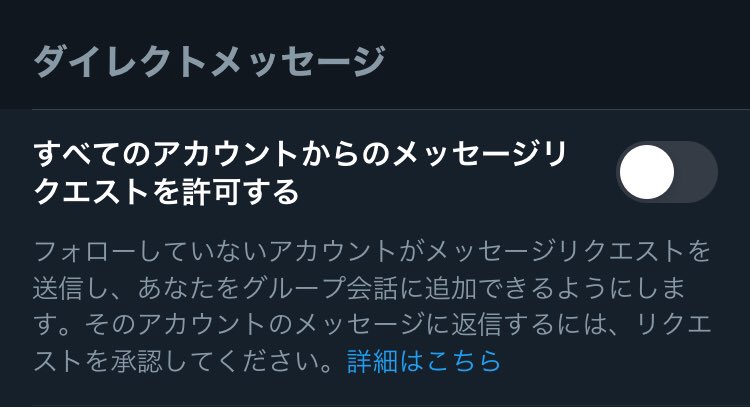 ダイレクトメッセージ
すべてのアカウントからのメッセージリ
クエストを許可する
フォローしていないアカウントがメッセージリクエストを
送信し、あなたをグループ会話に追加できるようにしま
す。そのアカウントのメッセージに返信するには、リクエ
ストを承認してください。詳細はこちら